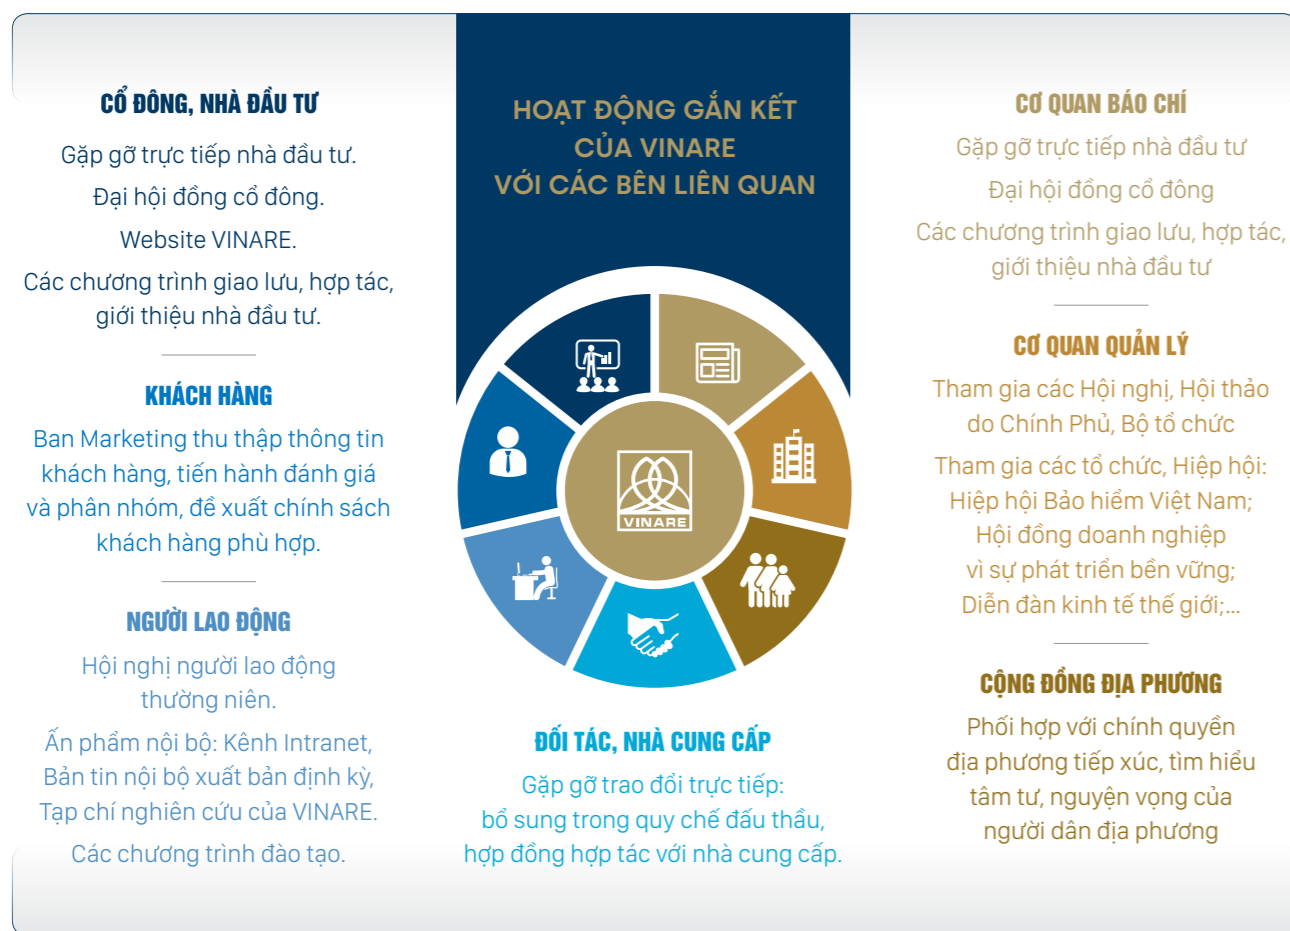 CỔ ĐÔNG, NHÀ ĐẦU TƯ
Gặp gỡ trực tiếp nhà đầu tư.
Đại hội đồng cổ đông.
Website VINARE.
Các chương trình giao lưu, hợp tác,
giới thiệu nhà đầu tư.
KHÁCH HÀNG
Ban Marketing thu thập thông tin
khách hàng, tiến hành đánh giá
và phân nhóm, đề xuất chính sách
khách hàng phù hợp.
NGƯỜI LAO ĐỘNG
Hội nghị người lao động
thường niên.
Ấn phẩm nội bộ: Kênh Intranet,
Bản tin nội bộ xuất bản định kỳ,
Tạp chí nghiên cứu của VINARE.
Các chương trình đào tạo.
HOẠT ĐỘNG GẮN KẾT
CỦA VINARE
VỚI CÁC BÊN LIÊN QUAN
VINARE
ĐỐI TÁC, NHÀ CUNG CẤP
Gặp gỡ trao đổi trực tiếp:
bổ sung trong quy chế đấu thầu,
hợp đồng hợp tác với nhà cung cấp.
CƠ QUAN BÁO CHÍ
Gặp gỡ trực tiếp nhà đầu tư
Đại hội đồng cổ đông
Các chương trình giao lưu, hợp tác,
giới thiệu nhà đầu tư
CƠ QUAN QUẢN LÝ
Tham gia các Hội nghị, Hội thảo
do Chính Phủ, Bộ tổ chức
Tham gia các tổ chức, Hiệp hội:
Hiệp hội Bảo hiểm Việt Nam;
Hội đồng doanh nghiệp
vì sự phát triển bền vững;
Diễn đàn kinh tế thế giới;...
CỘNG ĐỒNG ĐỊA PHƯƠNG
Phối hợp với chính quyền
địa phương tiếp xúc, tìm hiểu
tâm tư, nguyện vọng của
người dân địa phương